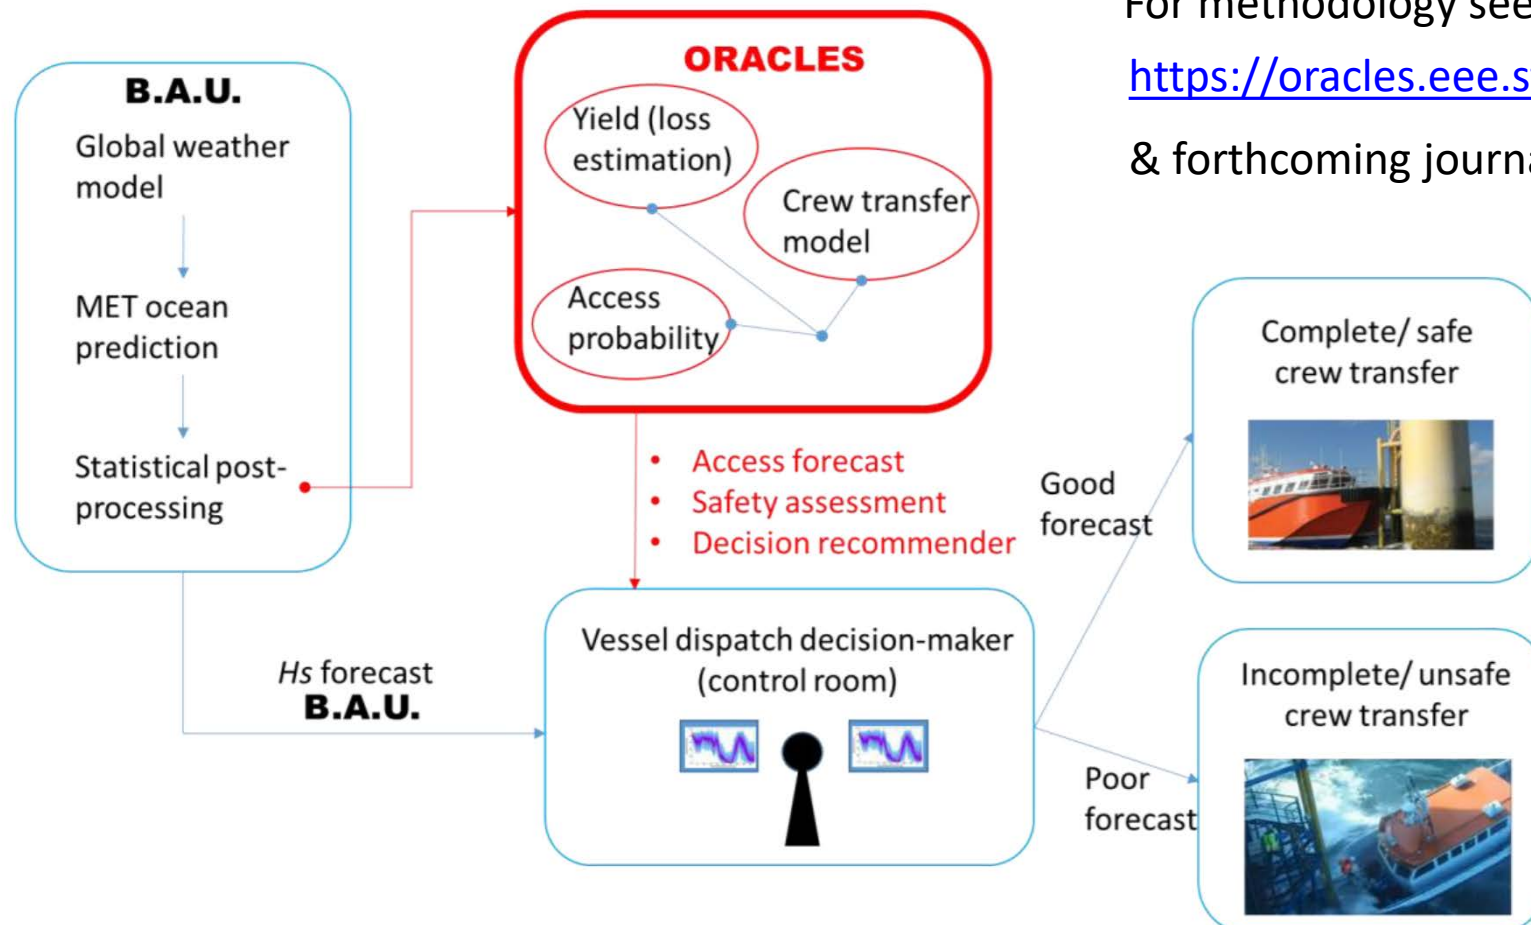 For methodology see
https://oracles.eee.s
& forthcoming journa
B.A.U.
Global weather
model
MET ocean
prediction
Statistical post-
processing
ORACLES
Yield (loss
estimation)
Crew transfer
model
Access
probability
• Access forecast
• Safety assessment
• Decision recommender
Hs forecast
B.A.U.
Vessel dispatch decision-maker
(control room)
Good
forecast
Poor
forecast
Complete/ safe
crew transfer
Incomplete/ unsafe
crew transfer